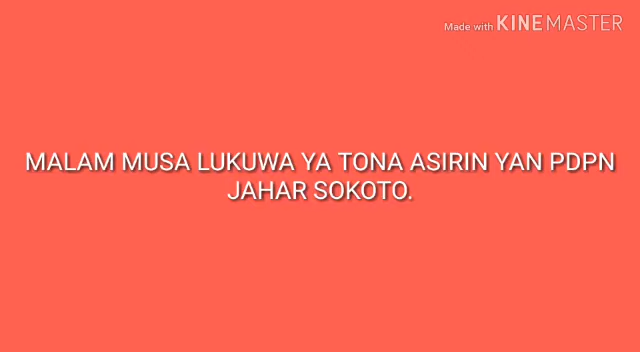 Made with KINEMASTER
MALAM MUSA LUKUWA YA TONA ASIRIN YAN PDPN
JAHAR SOKOTO.